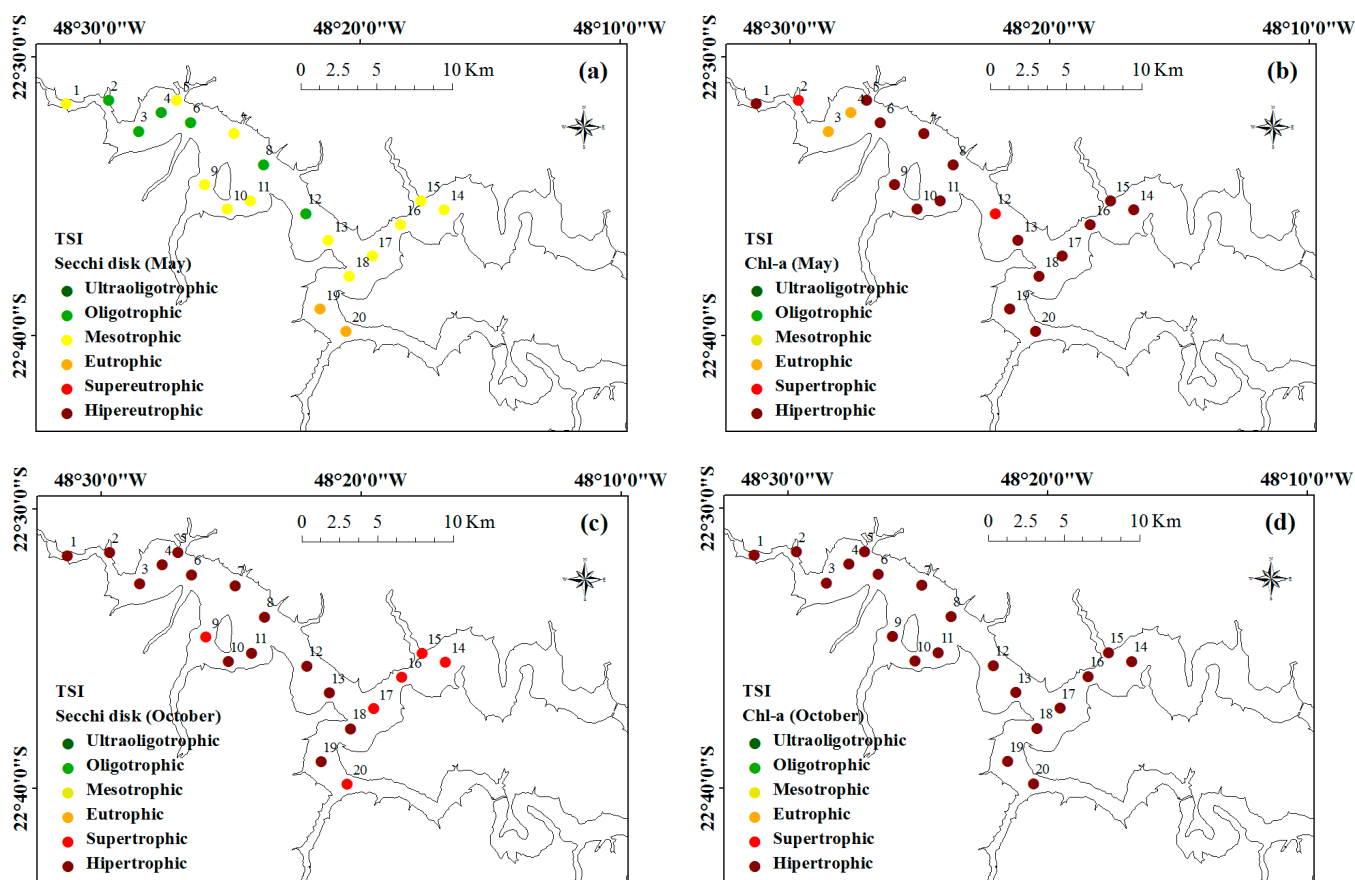 48°30'0"W 48°20'0"W 48°10'0"W
22°30'0"S
22°40'0"S
0 2.5 5 10 Km
(a)
1 2 3 4 5 6 7 8 9 10 11 12 13 14 15 16 17 18 19 20
TSI
Secchi disk (May)
Ultraoligotrophic
Oligotrophic
Mesotrophic
Eutrophic
Supereutrophic
Hipereutrophic
48°30'0"W 48°20'0"W 48°10'0"W
22°30'0"S
22°40'0"S
0 2.5 5 10 Km
(b)
1 2 3 4 5 6 7 8 9 10 11 12 13 14 15 16 17 18 19 20
TSI
Chl-a (May)
Ultraoligotrophic
Oligotrophic
Mesotrophic
Eutrophic
Supertrophic
Hipertrophic
48°30'0"W 48°20'0"W 48°10'0"W
22°30'0"S
22°40'0"S
0 2.5 5 10 Km
(c)
1 2 3 4 5 6 7 8 9 10 11 12 13 14 15 16 17 18 19 20
TSI
Secchi disk (October)
Ultraoligotrophic
Oligotrophic
Mesotrophic
Eutrophic
Supertrophic
Hipertrophic
48°30'0"W 48°20'0"W 48°10'0"W
22°30'0"S
22°40'0"S
0 2.5 5 10 Km
(d)
1 2 3 4 5 6 7 8 9 10 11 12 13 14 15 16 17 18 19 20
TSI
Chl-a (October)
Ultraoligotrophic
Oligotrophic
Mesotrophic
Eutrophic
Supertrophic
Hipertrophic